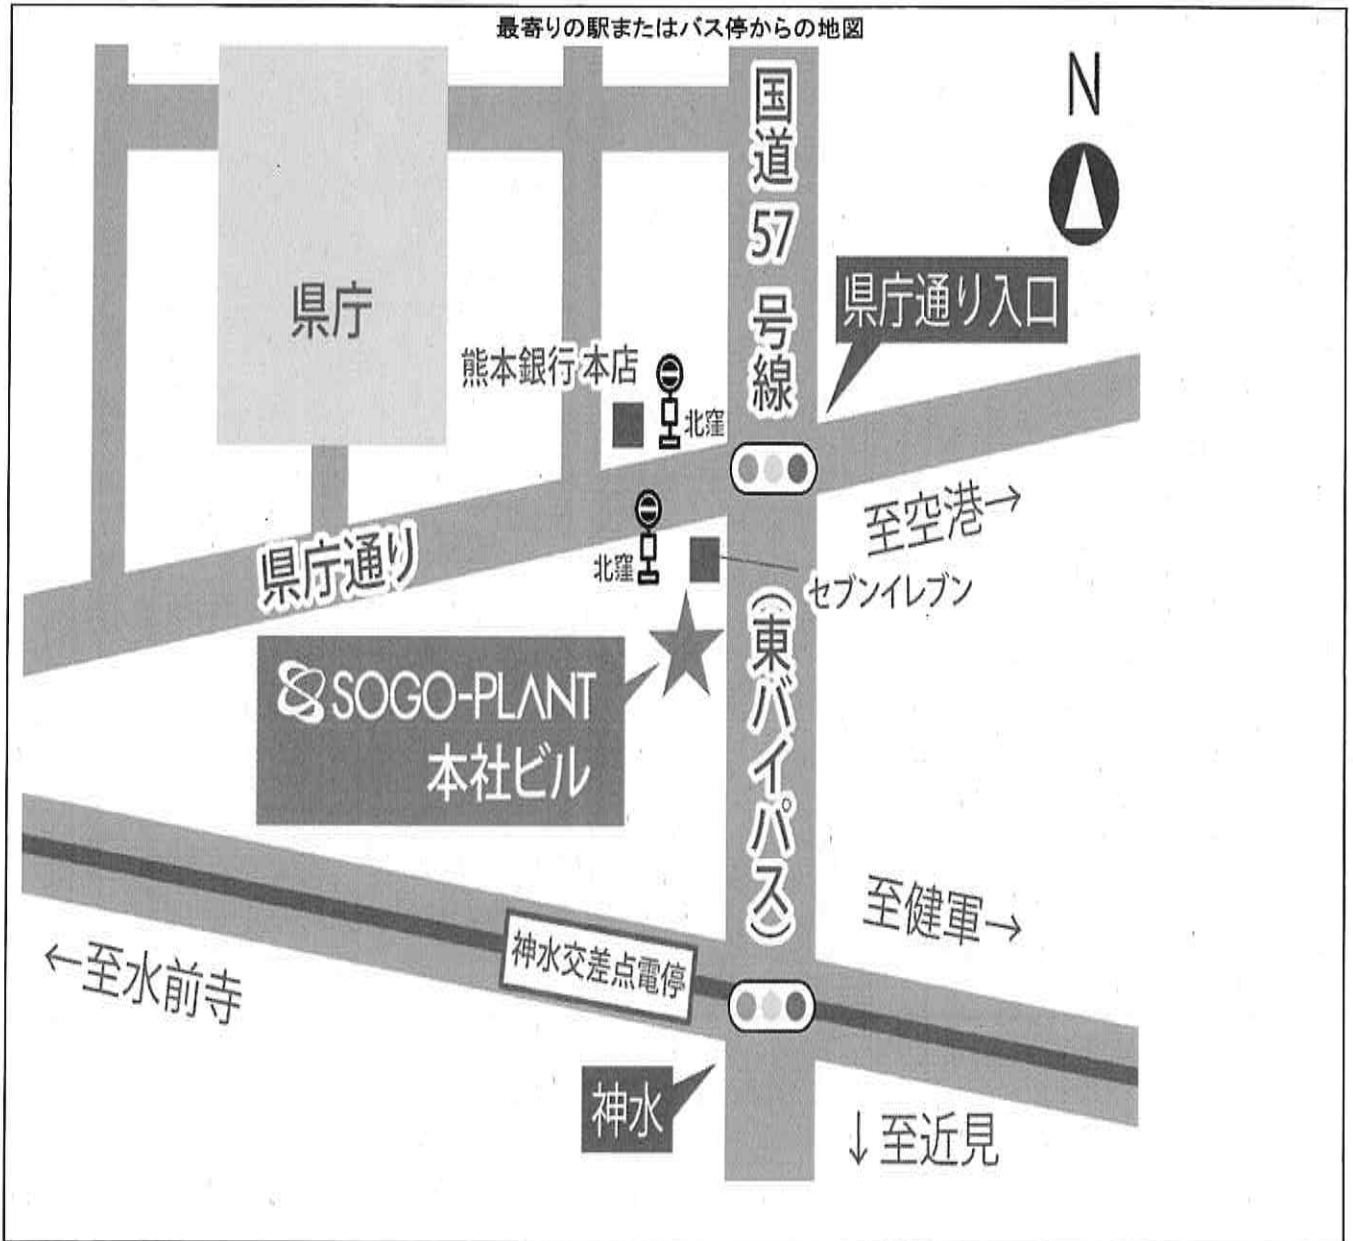 最寄りの駅またはバス停からの地図
N
国道57号線
県庁
県庁通り入口
熊本銀行 本店
北窪
至空港→
県庁通り
北窪
セブンイレブン
(東バイパス)
SOGO-PLANT
本社ビル
至健軍→
神水交差点電停
←至水前寺
神水
↓至近見